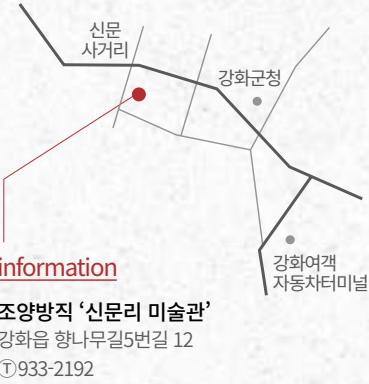 신문
사거리
강화군청
강화여객
자동차터미널
information
조양방직 ‘신문리 미술관’
강화읍 향나무길5번길 12
Ⓣ933-2192